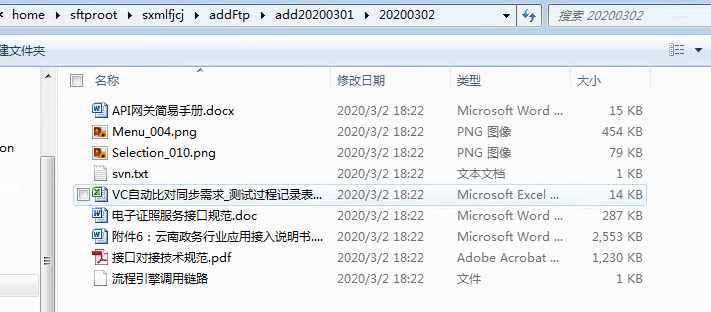 home sftproot sxmlfjcj addFtp add20200301 20200302 搜索 20200302
建文件夹
名称 修改日期 类型 大小
API网关简易手册.docx 2020/3/2 18:22 Microsoft Word ... 15 KB
Menu_004.png 2020/3/2 18:22 PNG 图像 454 KB
Selection_010.png 2020/3/2 18:22 PNG 图像 79 KB
on svn.txt 2020/3/2 18:22 文本文档 1 KB
VC自动比对同步需求_测试过程记录表... 2020/3/2 18:22 Microsoft Excel ... 14 KB
电子证照服务接口规范.doc 2020/3/2 18:22 Microsoft Word ... 287 KB
附件6：云南政务行业应用接入说明书.... 2020/3/2 18:22 Microsoft Word ... 2,553 KB
接口对接技术规范.pdf 2020/3/2 18:22 Adobe Acrobat ... 1,230 KB
流程引擎调用链路 2020/3/2 18:22 文件 1 KB